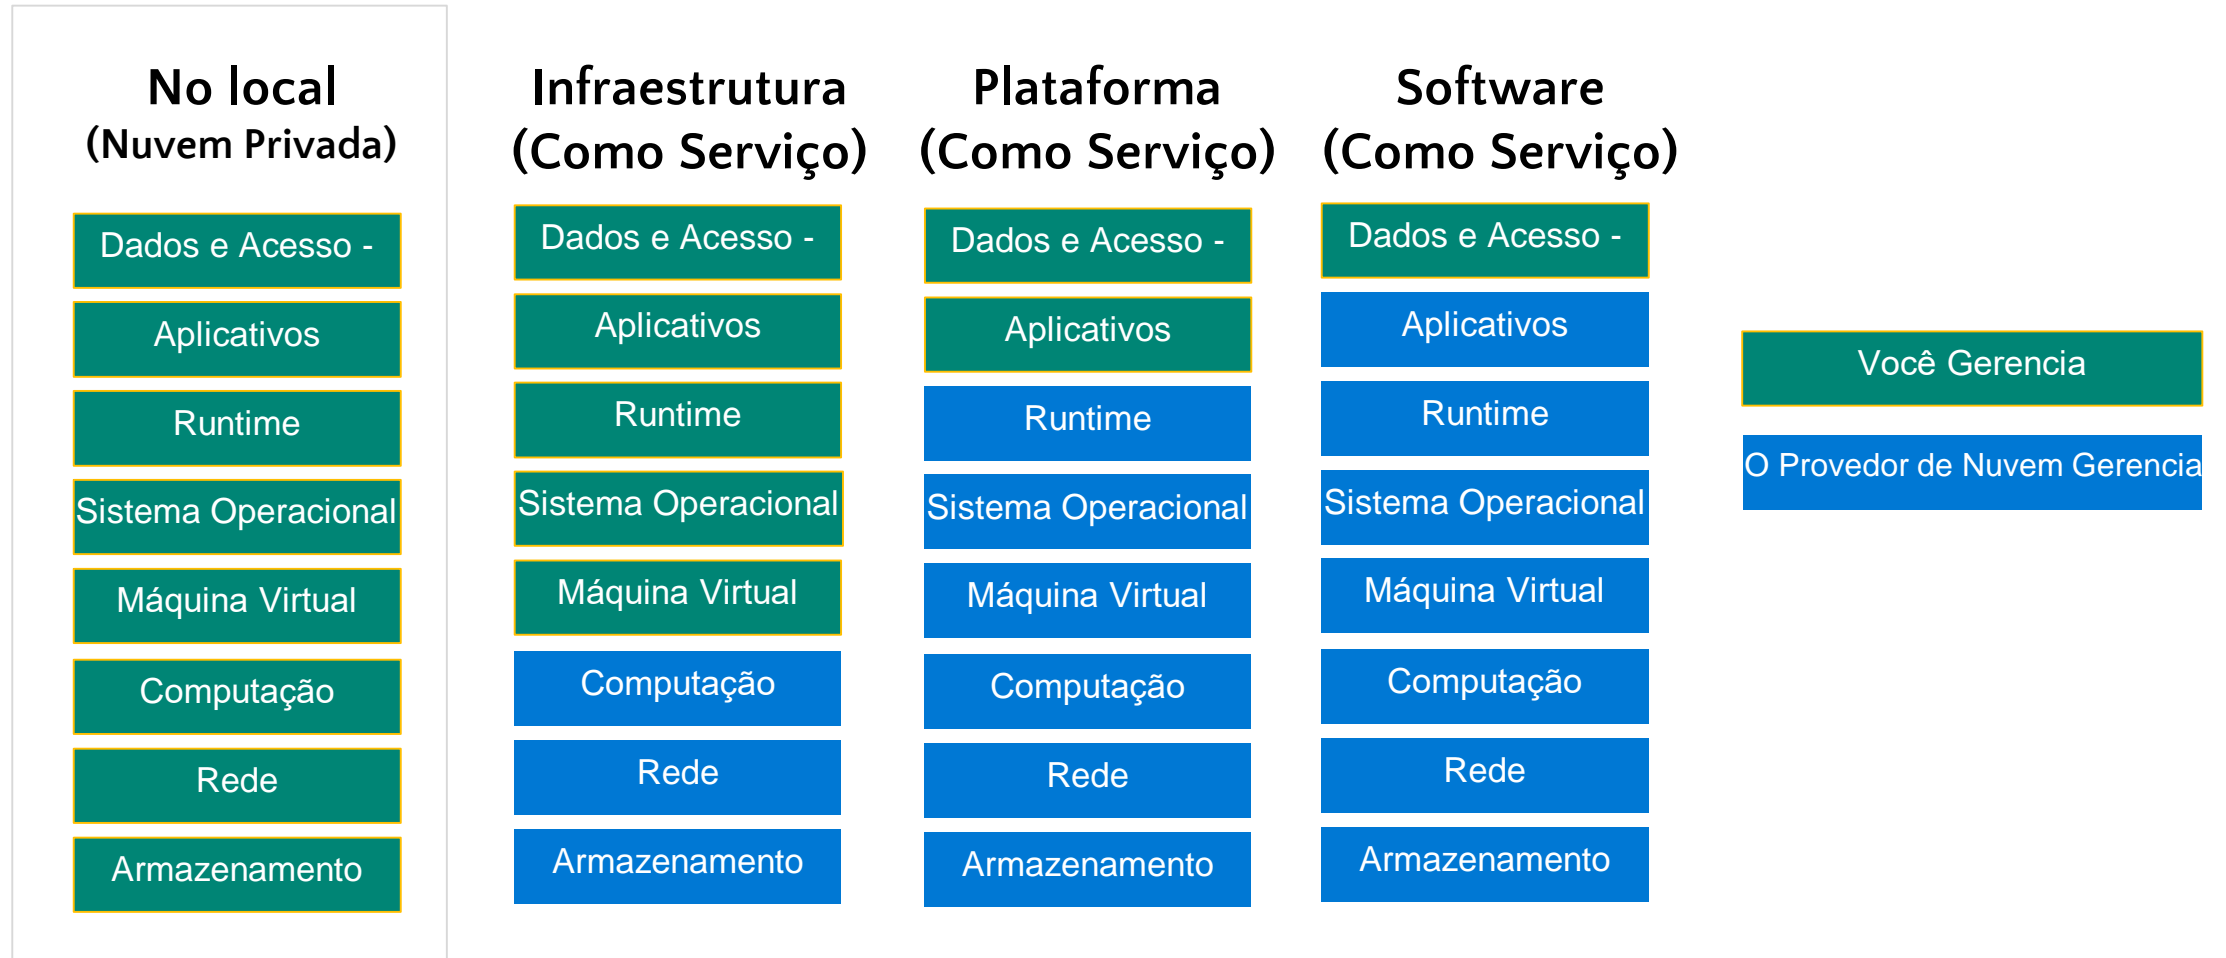 No local
(Nuvem Privada)
Dados e Acesso -
Aplicativos
Runtime
Sistema Operacional
Máquina Virtual
Computação
Rede
Armazenamento
Infraestrutura
(Como Serviço)
Dados e Acesso -
Aplicativos
Runtime
Sistema Operacional
Máquina Virtual
Computação
Rede
Armazenamento
Plataforma
(Como Serviço)
Dados e Acesso -
Aplicativos
Runtime
Sistema Operacional
Máquina Virtual
Computação
Rede
Armazenamento
Software
(Como Serviço)
Dados e Acesso -
Aplicativos
Runtime
Sistema Operacional
Máquina Virtual
Computação
Rede
Armazenamento
Você Gerencia
O Provedor de Nuvem Gerencia